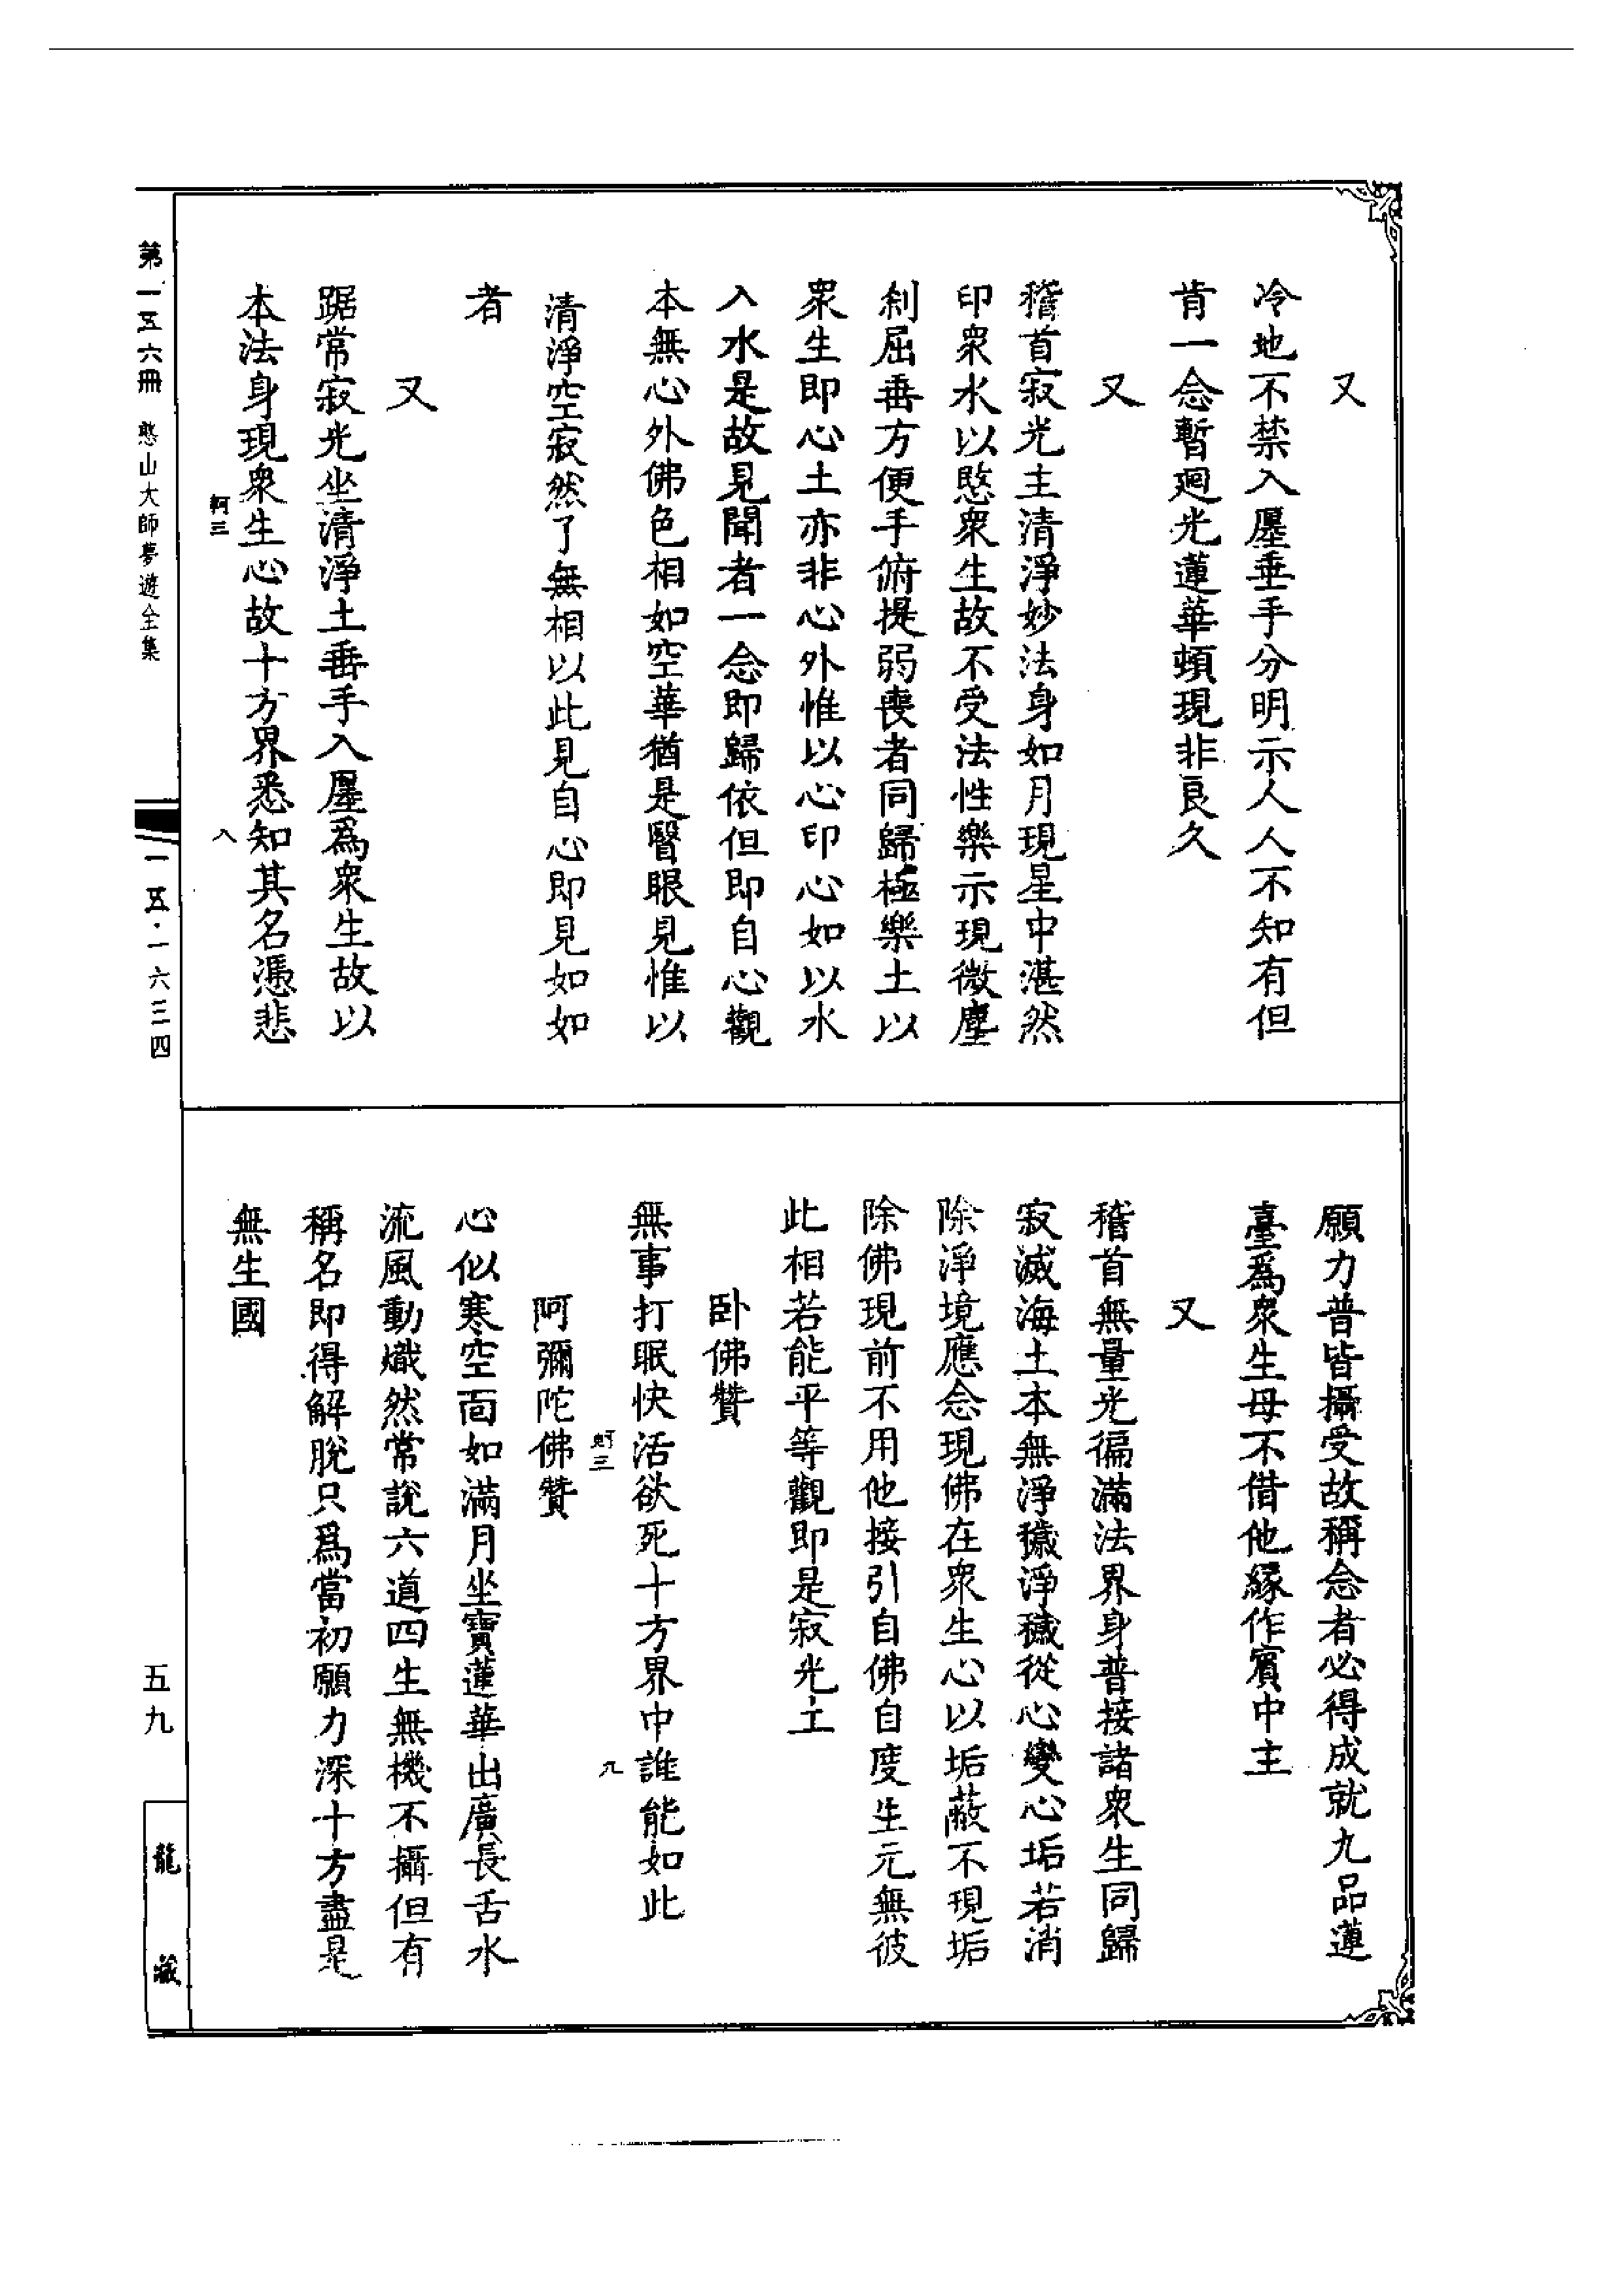 又
冷地不禁入𢌅垂手分明示人人不知有但
肯一念暫廻光蓮華頓現非良久
又
稽首寂光主清淨妙法身如月現星中湛然
印衆水以愍衆生故不受法性樂示現微塵
刹屈垂方便手俯提弱喪者同歸極樂土以
衆生即心土亦非心外惟以心印心如以水
入水是故見聞者一念即歸依但即自心觀
本無心外佛色相如空華猶是瞖眼見惟以
清淨空寂然了無相以此見自心即見如如
者
又
踞常寂光坐清淨土垂手入𢌅爲衆生故以
本法身現衆生心故十方界悉知其名憑悲
軻三
八
願力普皆攝受故稱念者必得成就九品蓮
臺爲衆生母不借他緣作賓中主
又
稽首無量光徧滿法界身普接諸衆生同歸
寂滅海土本無淨穢淨穢從心變心垢若消
除淨境應念現佛在衆生心以垢蔽不現垢
除佛現前不用他接引自佛自度生元無彼
此相若能平等觀即是寂光土
卧佛贊
無事打眠快活欲死十方界中誰能如此
軻三
九
阿彌陀佛贊
心似寒空面如滿月坐寶蓮華出廣長舌水
流風動熾然常說六道四生無機不攝但有
稱名即得解脫只爲當初願力深十方盡是
無生國
第一五六冊 憨山大師夢遊全集
一五·一六三四
五九
龍藏